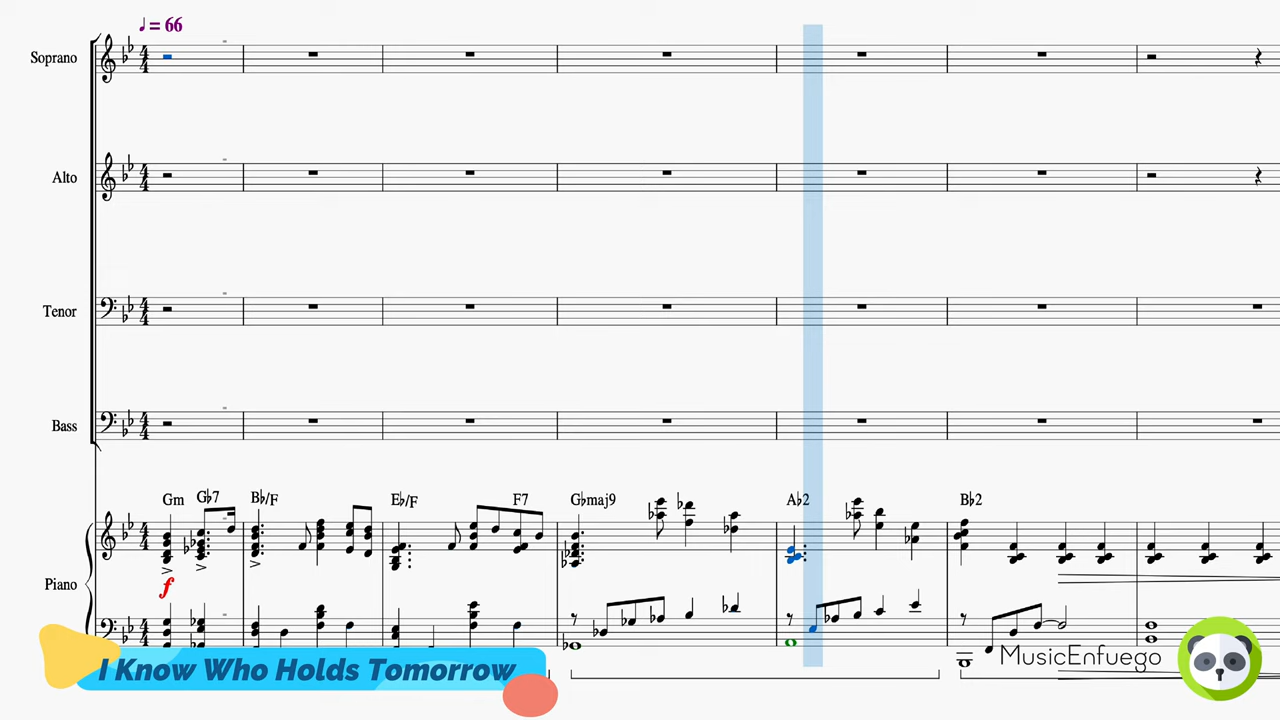 ♩= 66
Soprano
Alto
Tenor
Bass
Gm G♭7 B♭/F E♭/F F7 G♭maj9 A♭2 B♭2
Piano
f
I Know Who Holds Tomorrow
MusicEnfuego